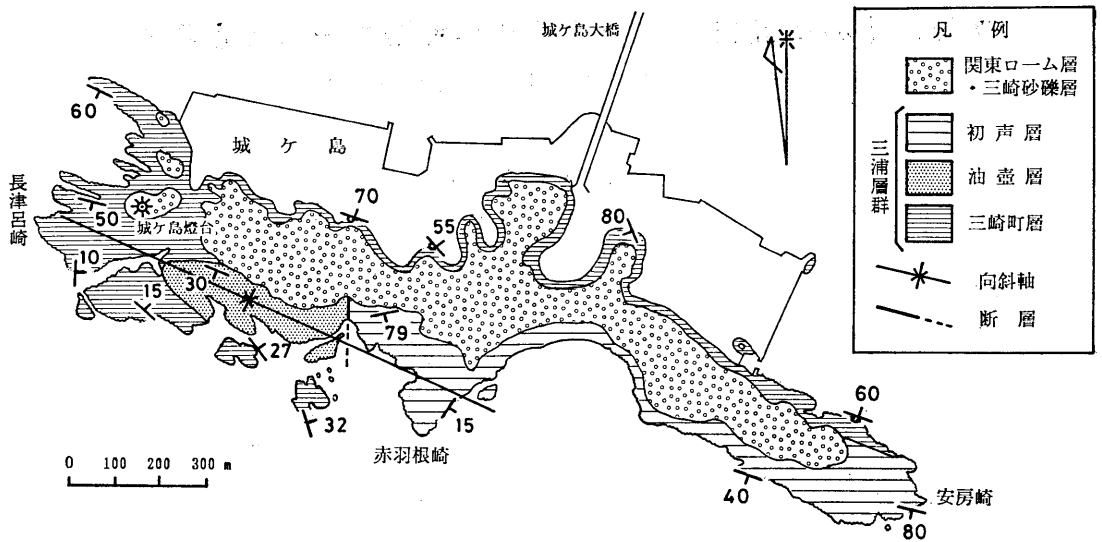 城ケ島大橋
凡 例
関東ローム層
・三崎砂礫層
三浦層群
初 声 層
油 壺 層
三崎町層
向斜軸
断 層
60
城 ケ 島
長津呂崎
70
50
城ケ島燈台
55
80
10
15
30
27
79
32
15
赤羽根崎
60
40
安房崎
80
0 100 200 300 m